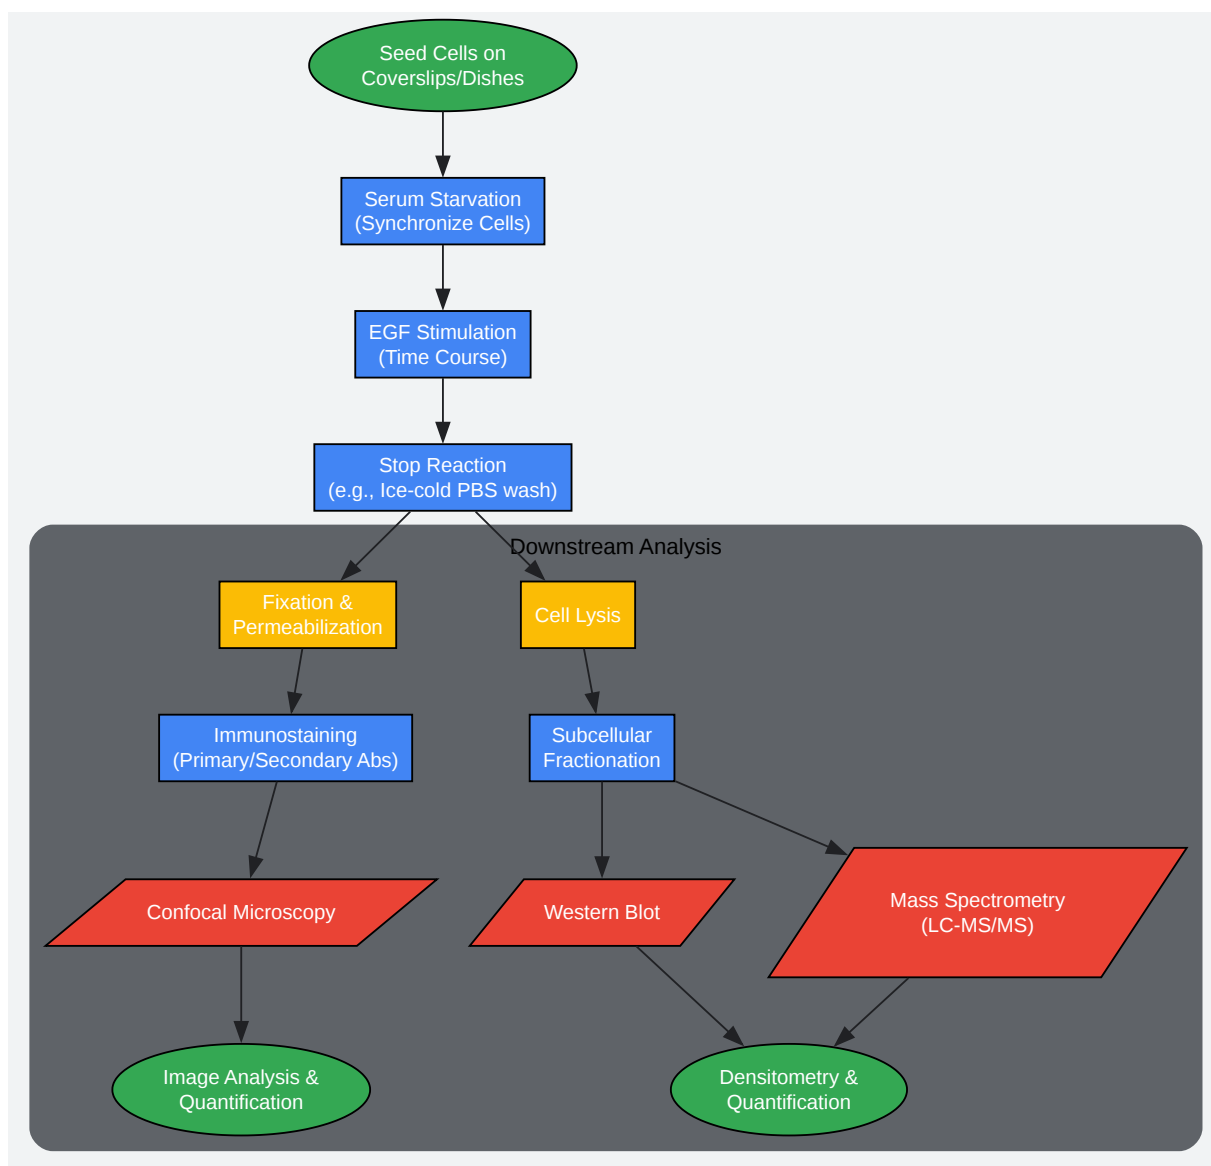 Seed Cells on
Coverslips/Dishes
Serum Starvation
(Synchronize Cells)
EGF Stimulation
(Time Course)
Stop Reaction
(e.g., Ice-cold PBS wash)
Downstream Analysis
Fixation &
Permeabilization
Cell Lysis
Immunostaining
(Primary/Secondary Abs)
Subcellular
Fractionation
Confocal Microscopy
Western Blot
Mass Spectrometry
(LC-MS/MS)
Image Analysis &
Quantification
Densitometry &
Quantification